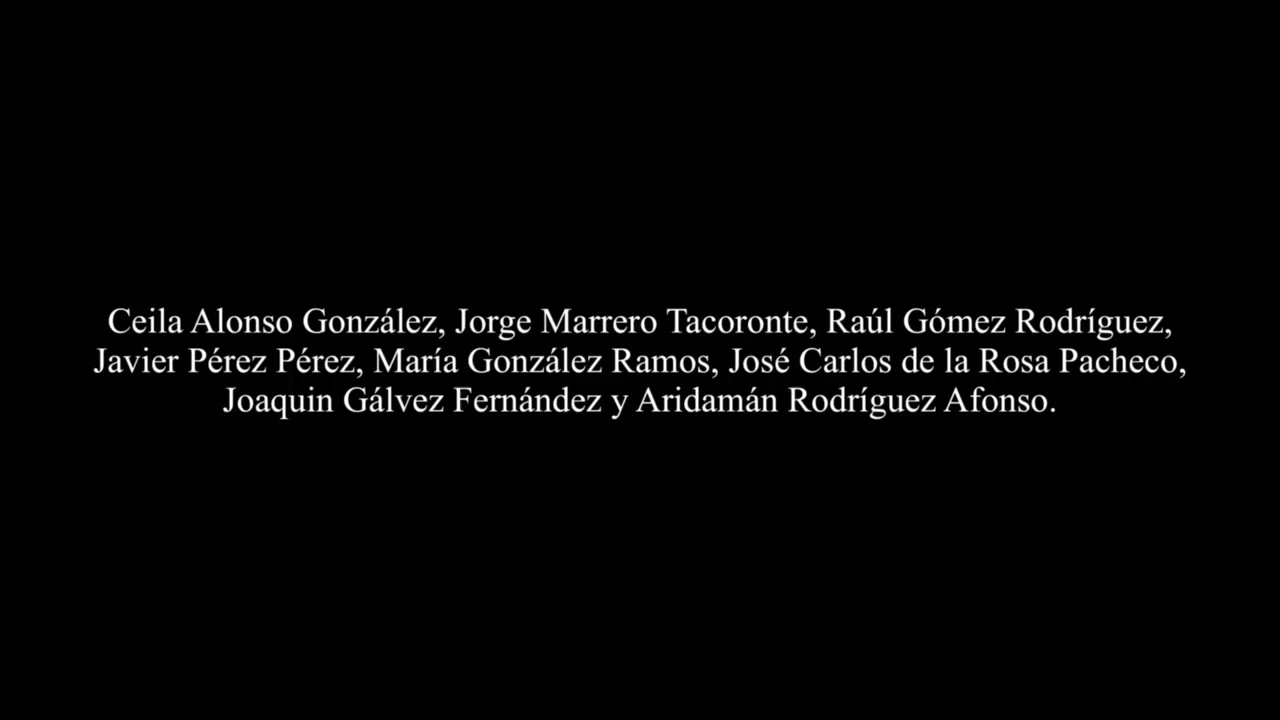 Ceila Alonso González, Jorge Marrero Tacoronte, Raúl Gómez Rodríguez,
Javier Pérez Pérez, María González Ramos, José Carlos de la Rosa Pacheco,
Joaquin Gálvez Fernández y Aridamán Rodríguez Afonso.